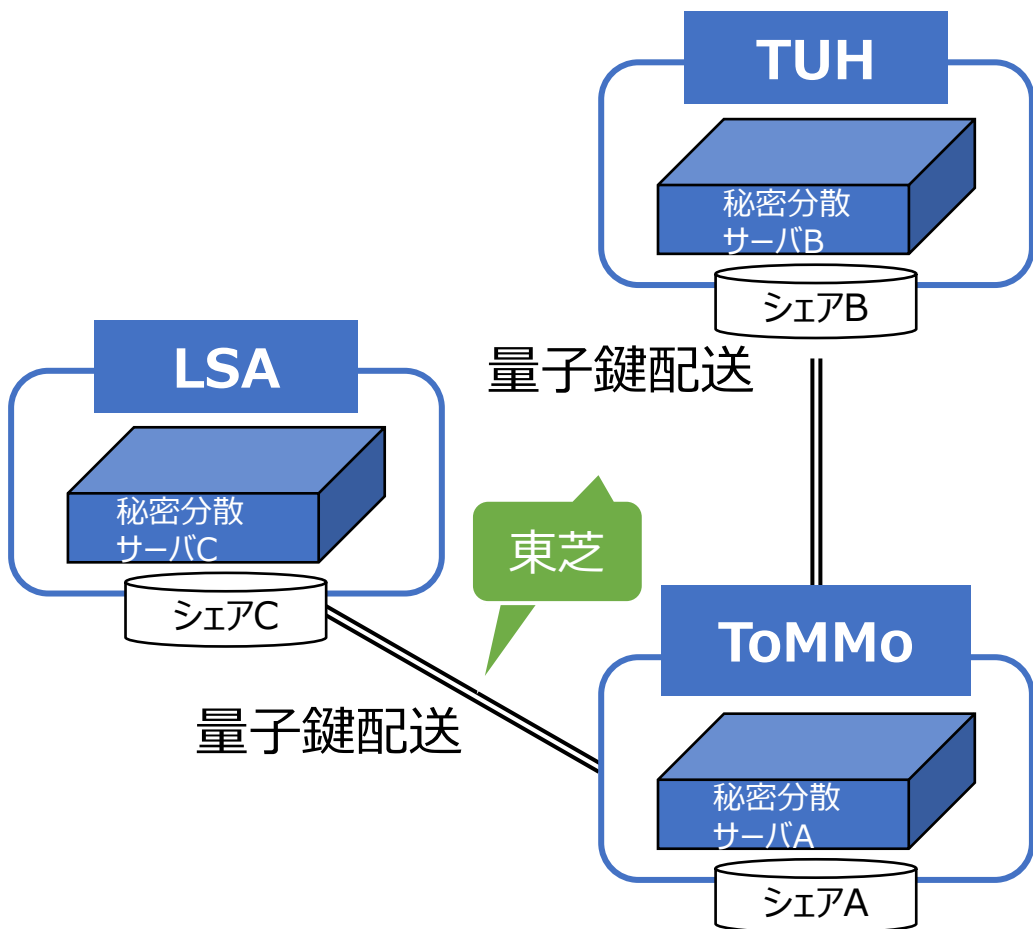 TUH
秘密分散
サーバB
シェアB
量子鍵配送
LSA
秘密分散
サーバC
シェアC
東芝
量子鍵配送
ToMMo
秘密分散
サーバA
シェアA